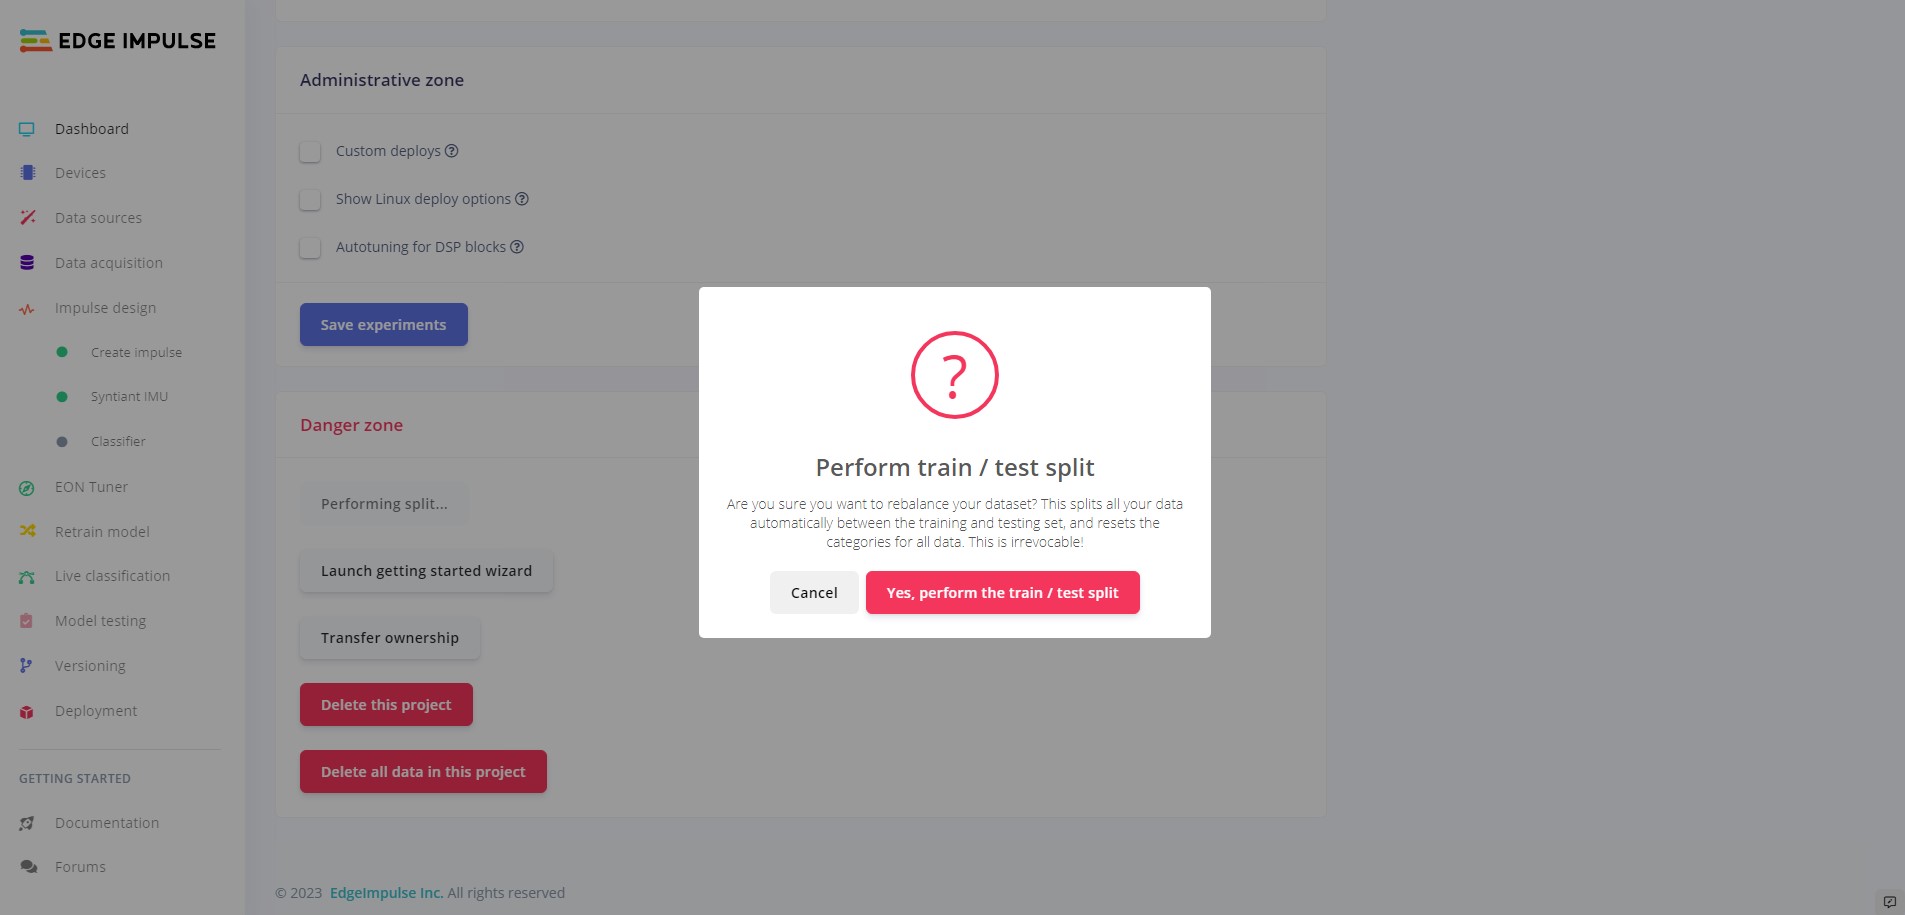 EDGE IMPULSE
Dashboard
Devices
Data sources
Data acquisition
Impulse design
Create impulse
Syntiant IMU
Classifier
EON Tuner
Retrain model
Live classification
Model testing
Versioning
Deployment
GETTING STARTED
Documentation
Forums
Administrative zone
Custom deploys ?
Show Linux deploy options ?
Autotuning for DSP blocks ?
Save experiments
Danger zone
Performing split...
Launch getting started wizard
Transfer ownership
Delete this project
Delete all data in this project
© 2023 EdgeImpulse Inc. All rights reserved
?
Perform train / test split
Are you sure you want to rebalance your dataset? This splits all your data
automatically between the training and testing set, and resets the
categories for all data. This is irrevocable!
Cancel
Yes, perform the train / test split